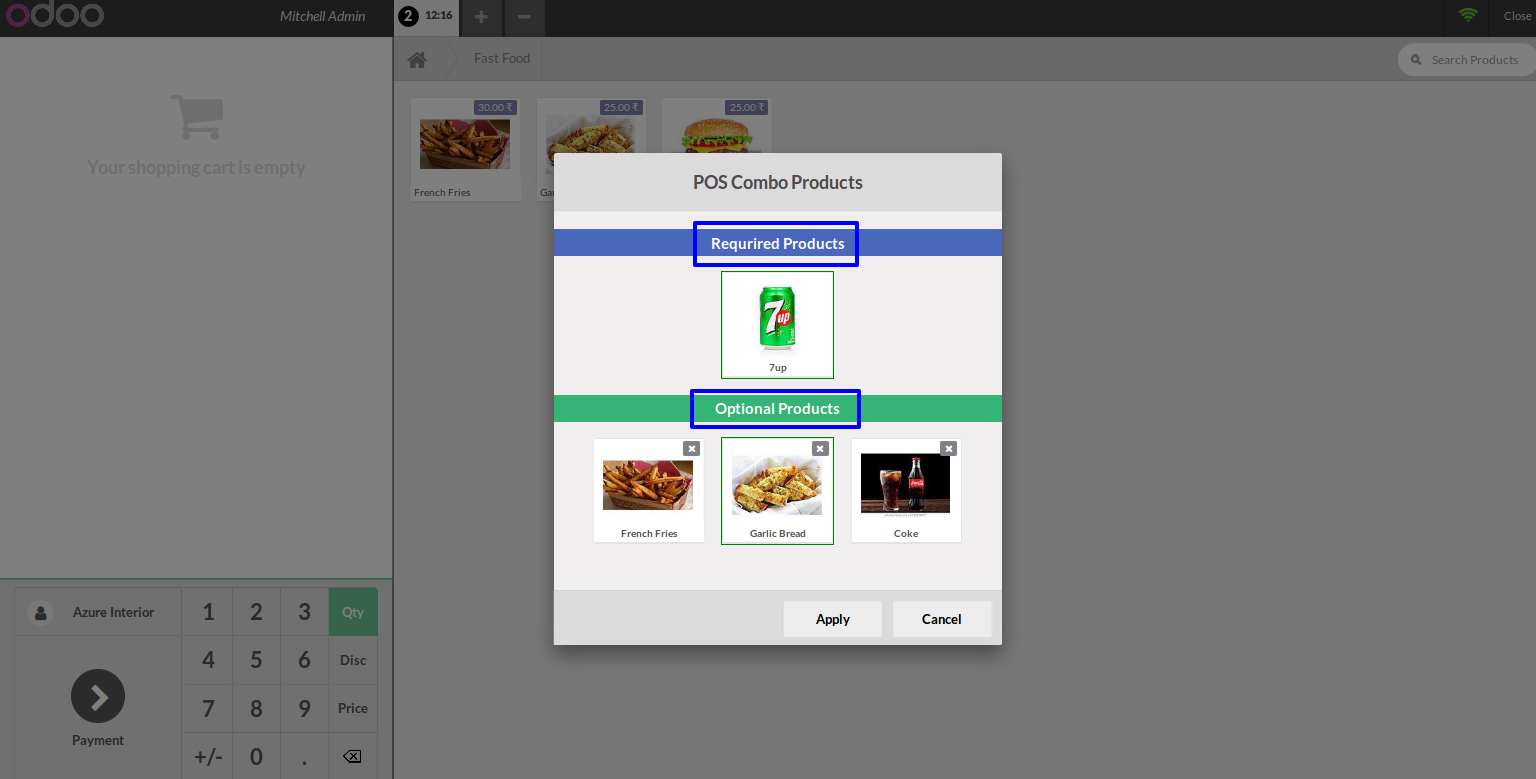 odoo
Mitchell Admin
2 12:16
Close
Fast Food
Search Products
Your shopping cart is empty
30.00 ₹
25.00 ₹
25.00 ₹
French Fries
Ga
POS Combo Products
Requrired Products
7up
7up
Optional Products
French Fries
Garlic Bread
Coke
Apply
Cancel
Azure Interior
1 2 3 Qty
4 5 6 Disc
7 8 9 Price
+/- 0 .
Payment